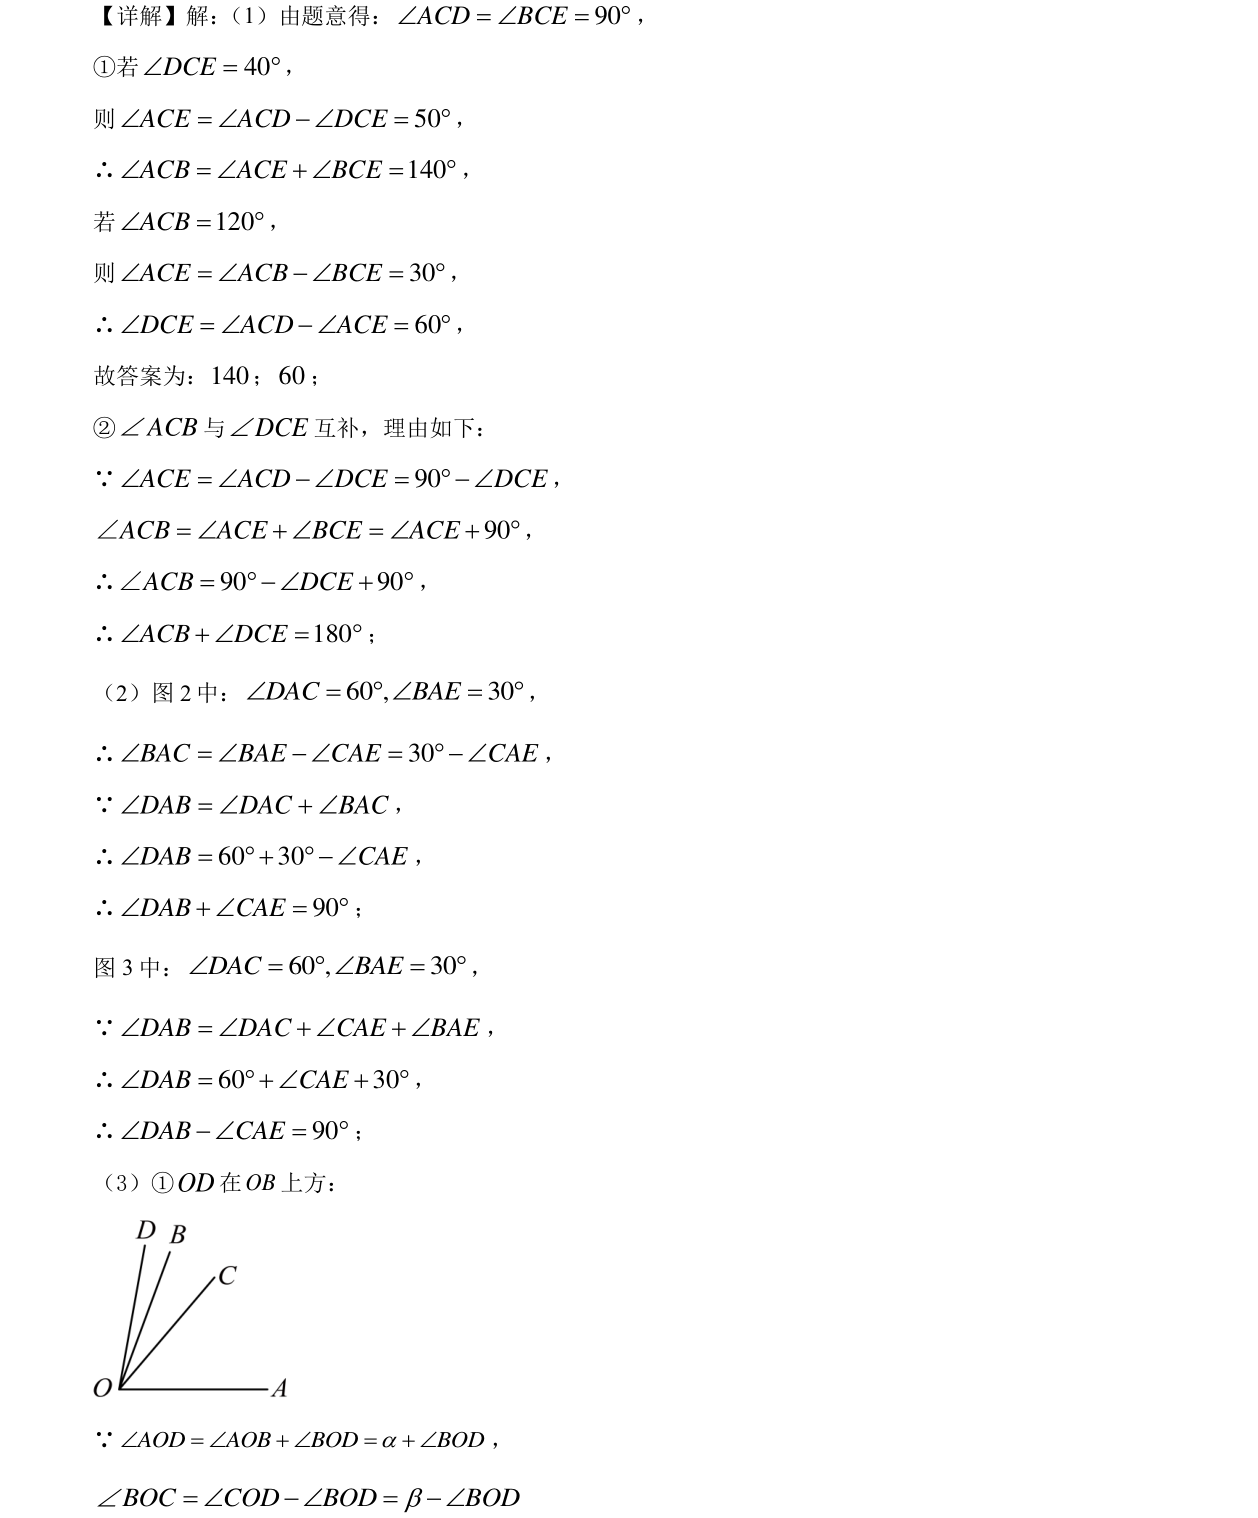 【详解】解：（1）由题意得：∠ACD＝∠BCE＝90°，
①若∠DCE＝40°，
则∠ACE＝∠ACD－∠DCE＝50°，
∴∠ACB＝∠ACE＋∠BCE＝140°，
若∠ACB＝120°，
则∠ACE＝∠ACB－∠BCE＝30°，
∴∠DCE＝∠ACD－∠ACE＝60°，
故答案为：140；60；
②∠ACB与∠DCE互补，理由如下：
∵∠ACE＝∠ACD－∠DCE＝90°－∠DCE，
∠ACB＝∠ACE＋∠BCE＝∠ACE＋90°，
∴∠ACB＝90°－∠DCE＋90°，
∴∠ACB＋∠DCE＝180°；
（2）图2中：∠DAC＝60°,∠BAE＝30°，
∴∠BAC＝∠BAE－∠CAE＝30°－∠CAE，
∵∠DAB＝∠DAC＋∠BAC，
∴∠DAB＝60°＋30°－∠CAE，
∴∠DAB＋∠CAE＝90°；
图3中：∠DAC＝60°,∠BAE＝30°，
∵∠DAB＝∠DAC＋∠CAE＋∠BAE，
∴∠DAB＝60°＋∠CAE＋30°，
∴∠DAB－∠CAE＝90°；
（3）①OD在OB上方：
D B
C
O A
∵∠AOD＝∠AOB＋∠BOD＝α＋∠BOD，
∠BOC＝∠COD－∠BOD＝β－∠BOD